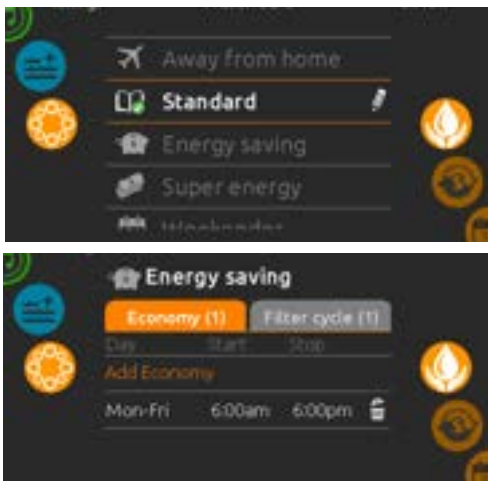 Away from home
Standard
Energy saving
Super energy
Energy saving
Economy (1) Filter cycle (1)
Day Start Stop
Add Economy
Mon-Fri 6:00am 6:00pm